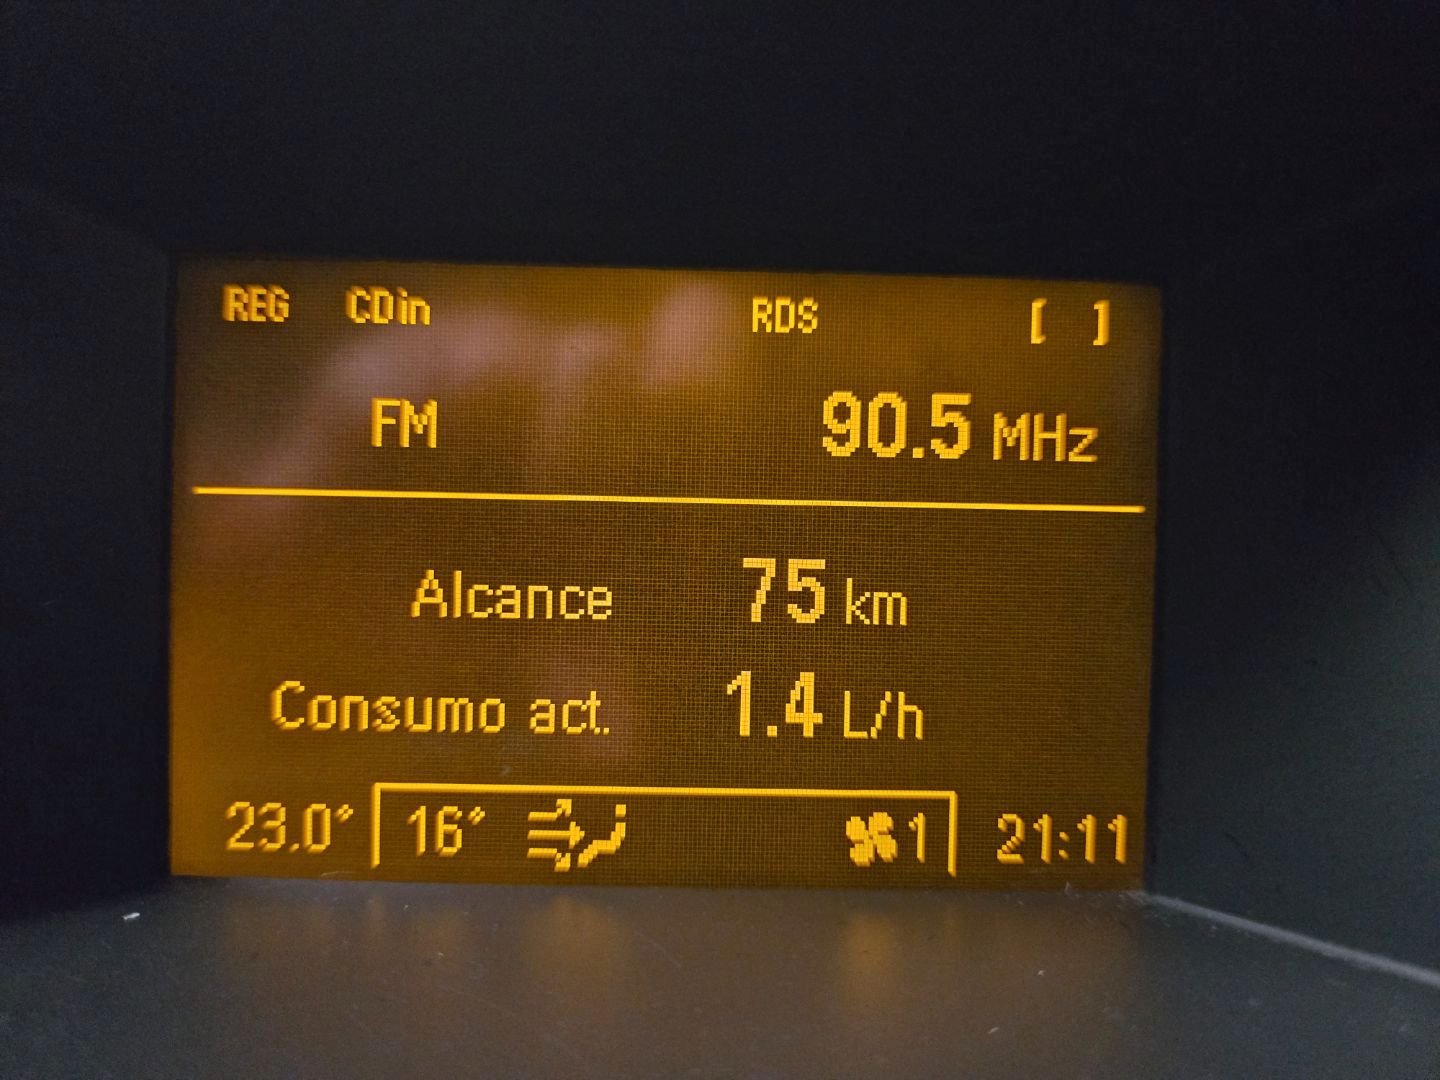 REG CDin RDS [ ]
FM 90.5 MHz
Alcance 75 km
Consumo act. 1.4 L/h
23.0° 16° 1 21:11